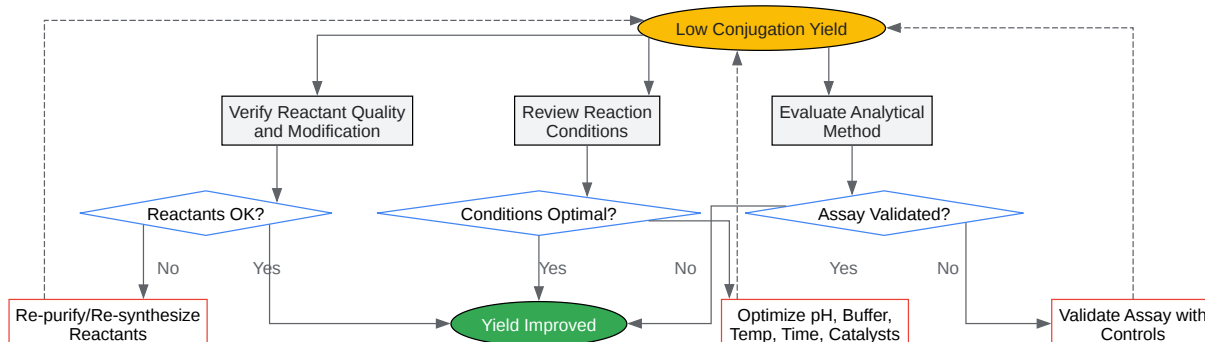 Low Conjugation Yield
Verify Reactant Quality
and Modification
Review Reaction
Conditions
Evaluate Analytical
Method
Reactants OK?
Conditions Optimal?
Assay Validated?
No
Yes
Yes
No
Yes
No
Re-purify/Re-synthesize
Reactants
Yield Improved
Optimize pH, Buffer,
Temp, Time, Catalysts
Validate Assay with
Controls